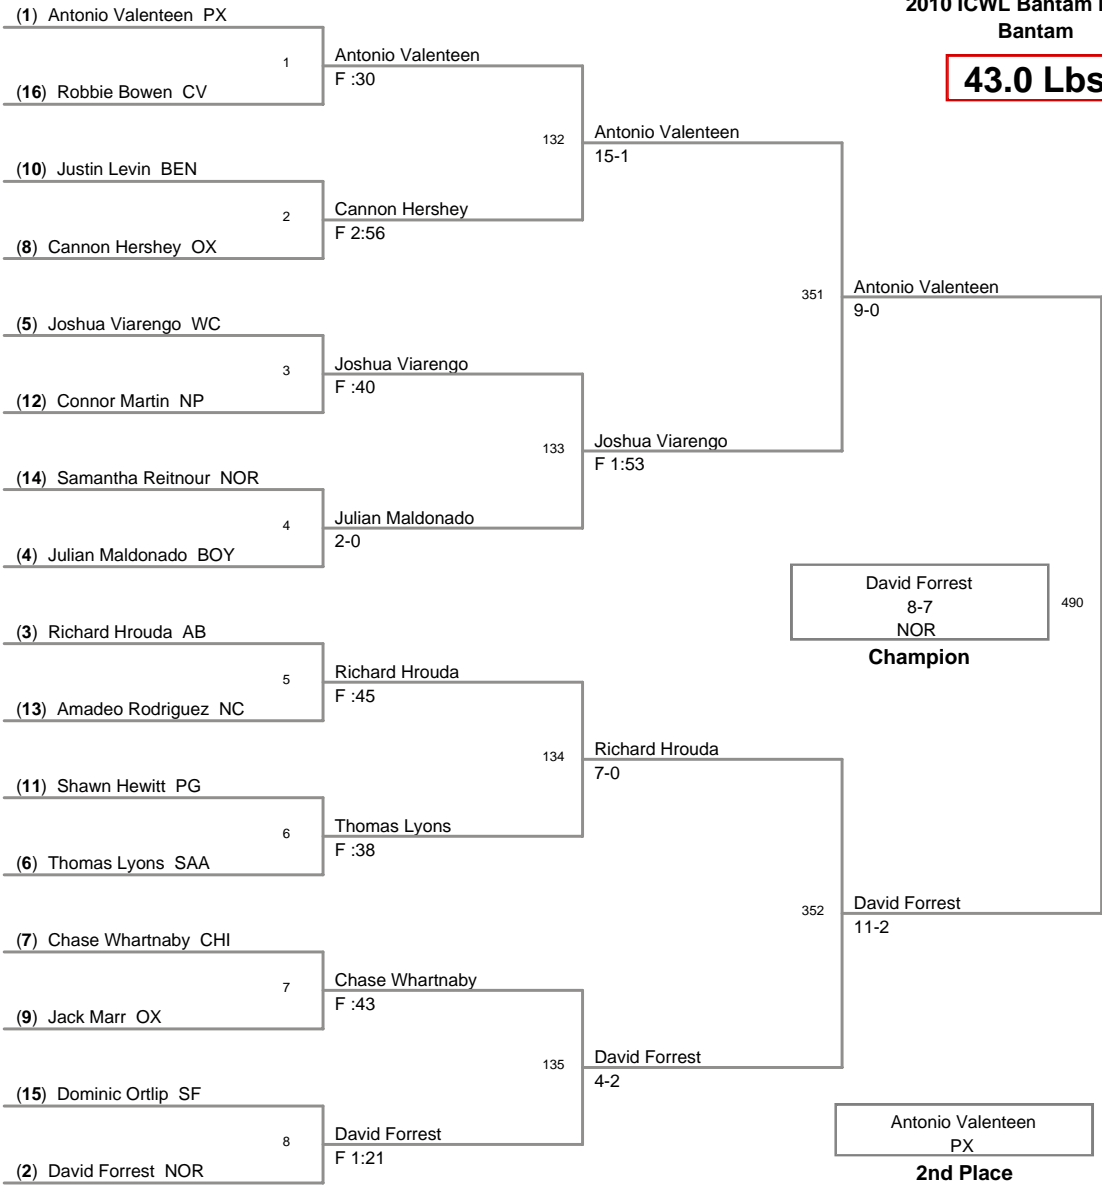 2010 ICWL Bantam
Bantam
43.0 Lbs
(1) Antonio Valenteen PX
1
Antonio Valenteen
F :30
(16) Robbie Bowen CV
132
Antonio Valenteen
15-1
(10) Justin Levin BEN
2
Cannon Hershey
F 2:56
(8) Cannon Hershey OX
351
Antonio Valenteen
9-0
(5) Joshua Viarengo WC
3
Joshua Viarengo
F :40
(12) Connor Martin NP
133
Joshua Viarengo
F 1:53
(14) Samantha Reitnour NOR
4
Julian Maldonado
2-0
(4) Julian Maldonado BOY
David Forrest
8-7
NOR
490
Champion
(3) Richard Hrouda AB
5
Richard Hrouda
F :45
(13) Amadeo Rodriguez NC
134
Richard Hrouda
7-0
(11) Shawn Hewitt PG
6
Thomas Lyons
F :38
(6) Thomas Lyons SAA
352
David Forrest
11-2
(7) Chase Whartnaby CHI
7
Chase Whartnaby
F :43
(9) Jack Marr OX
135
David Forrest
4-2
(15) Dominic Ortlip SF
8
David Forrest
F 1:21
(2) David Forrest NOR
Antonio Valenteen
PX
2nd Place